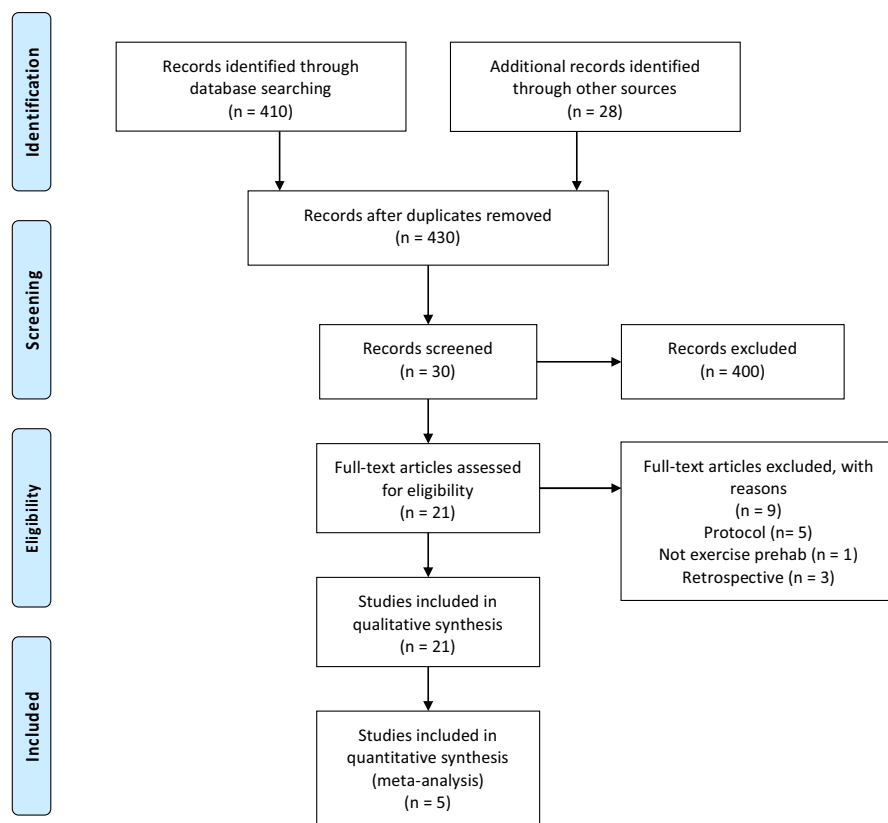 Identification
Records identified through
database searching
(n = 410)
Additional records identified
through other sources
(n = 28)
Records after duplicates removed
(n = 430)
Screening
Records screened
(n = 30)
Records excluded
(n = 400)
Eligibility
Full-text articles assessed
for eligibility
(n = 21)
Full-text articles excluded, with
reasons
(n = 9)
Protocol (n= 5)
Not exercise prehab (n = 1)
Retrospective (n = 3)
Studies included in
qualitative synthesis
(n = 21)
Included
Studies included in
quantitative synthesis
(meta-analysis)
(n = 5)